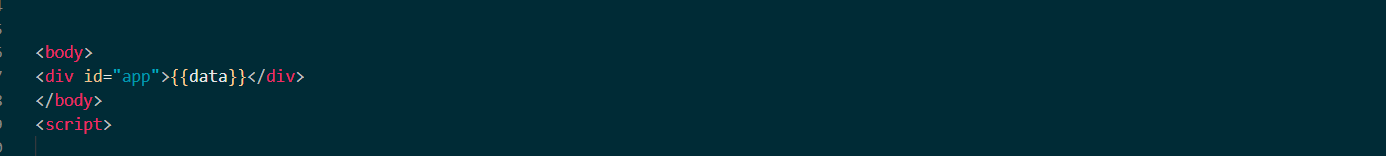 <body>
<div id="app">{{data}}</div>
</body>
<script>